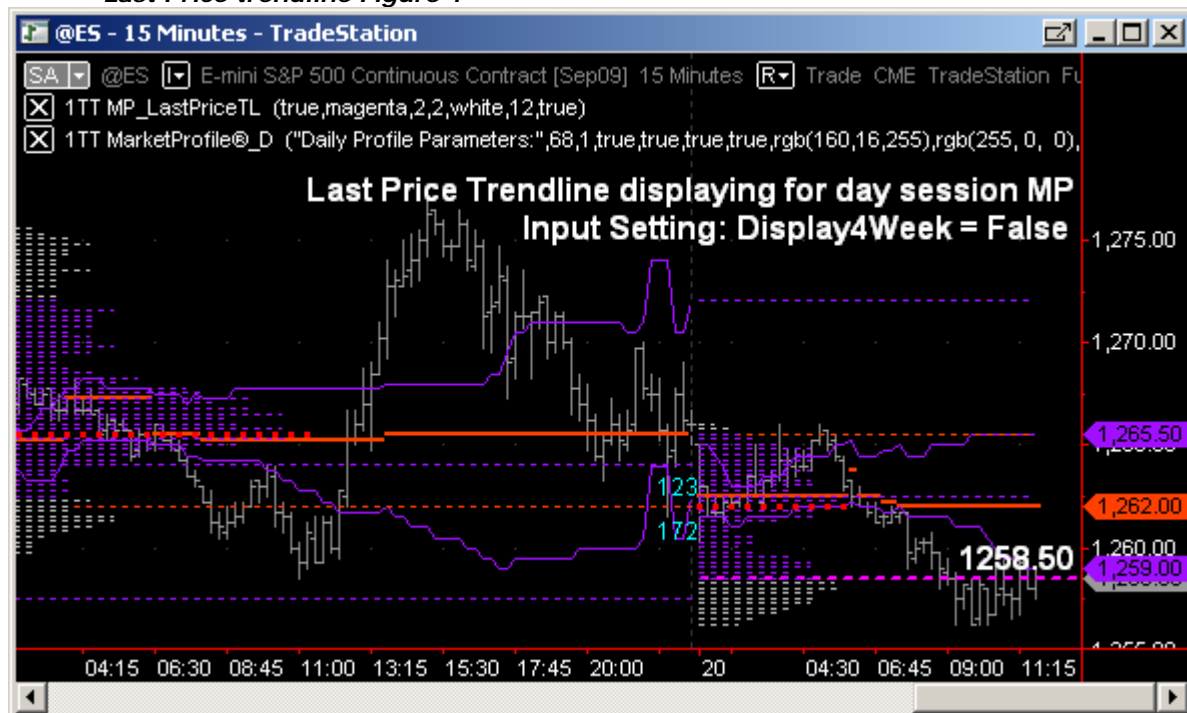 @ES - 15 Minutes - TradeStation
SA @ES I E-mini S&P 500 Continuous Contract [Sep09] 15 Minutes R Trade CME TradeStation Fu
1TT MP_LastPriceTL (true,magenta,2,2,white,12,true)
1TT MarketProfile®_D ("Daily Profile Parameters:",68,1,true,true,true,true,rgb(160,16,255),rgb(255, 0, 0),
Last Price Trendline displaying for day session MP
Input Setting: Display4Week = False
1,275.00
1,270.00
1,265.50
123
1,262.00
172
1,260.00
1258.50
1,259.00
04:15 06:30 08:45 11:00 13:15 15:30 17:45 20:00 20 04:30 06:45 09:00 11:15